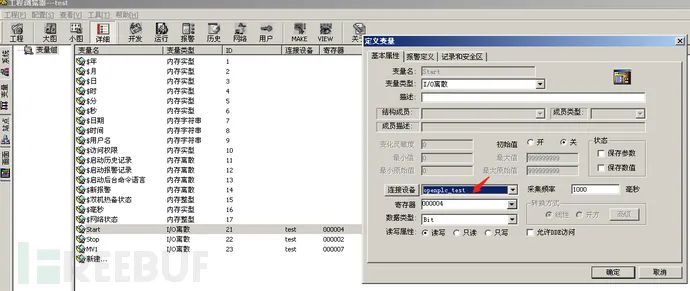 工程浏览器---test
工程[F] 配置[S] 查看[V] 工具[T] 帮助[H]
工程 大图 小图 详细 开发 运行 报警 历史 网络 用户 MAKE VIEW 关于
系统
变量
站点
画面
变量组
变量名 变量类型 ID 连接设备 寄存器
$年 内存实型 1
$月 内存实型 2
$日 内存实型 3
$时 内存实型 4
$分 内存实型 5
$秒 内存实型 6
$日期 内存字符串 7
$时间 内存字符串 8
$用户名 内存字符串 9
$访问权限 内存实型 10
$启动历史记录 内存离散 11
$启动报警记录 内存离散 12
$启动后台命令语言 内存离散 13
$新报警 内存离散 14
$双机热备状态 内存整型 15
$毫秒 内存实型 16
$网络状态 内存整型 17
Start I/O离散 21 test 000004
Stop I/O离散 22 test 000002
MV1 I/O离散 23 test 000007
新建...
定义变量
基本属性 报警定义 记录和安全区
变量名: Start
变量类型: I/O离散
描述:
结构成员: 成员类型:
成员描述:
变化灵敏度 0 初始值: 开 关 状态
最小值 0 最大值 999999999 保存参数
最小原始值 0 最大原始值 999999999 保存数值
连接设备 openplc_test 采集频率 1000 毫秒
寄存器 000004 转换方式
数据类型: Bit 线性 开方 高级
读写属性: 读写 只读 只写 允许DDE访问
确定 取消
FREEBUF